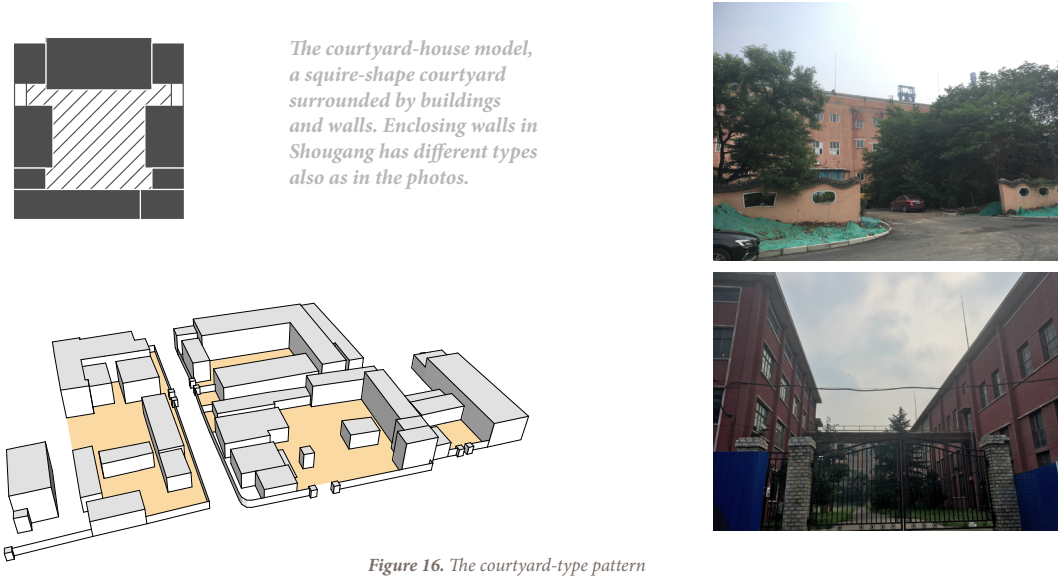 The courtyard-house model,
a squire-shape courtyard
surrounded by buildings
and walls. Enclosing walls in
Shougang has different types
also as in the photos.
Figure 16. The courtyard-type pattern